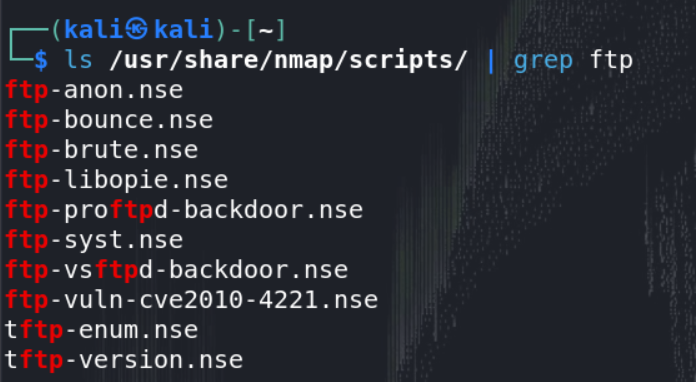 ┌──(kali㉿kali)-[~]
└─$ ls /usr/share/nmap/scripts/ | grep ftp
ftp-anon.nse
ftp-bounce.nse
ftp-brute.nse
ftp-libopie.nse
ftp-proftpd-backdoor.nse
ftp-syst.nse
ftp-vsftpd-backdoor.nse
ftp-vuln-cve2010-4221.nse
tftp-enum.nse
tftp-version.nse